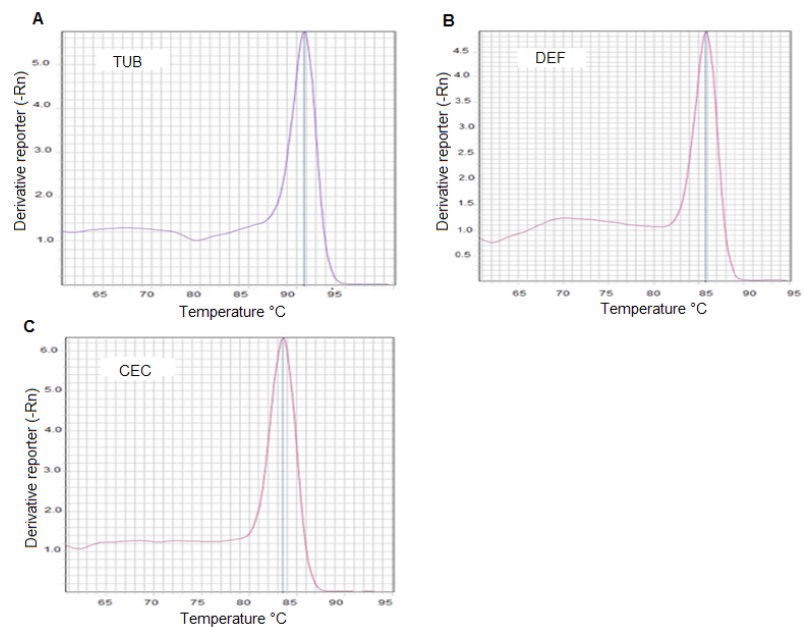 A
TUB
Derivative reporter (-Rn)
5.0
4.0
3.0
2.0
1.0
65 70 75 80 85 90 95
Temperature °C
B
DEF
Derivative reporter (-Rn)
4.5
4.0
3.5
3.0
2.5
2.0
1.5
1.0
0.5
65 70 75 80 85 90 95
Temperature °C
C
CEC
Derivative reporter (-Rn)
6.0
5.0
4.0
3.0
2.0
1.0
65 70 75 80 85 90 95
Temperature °C